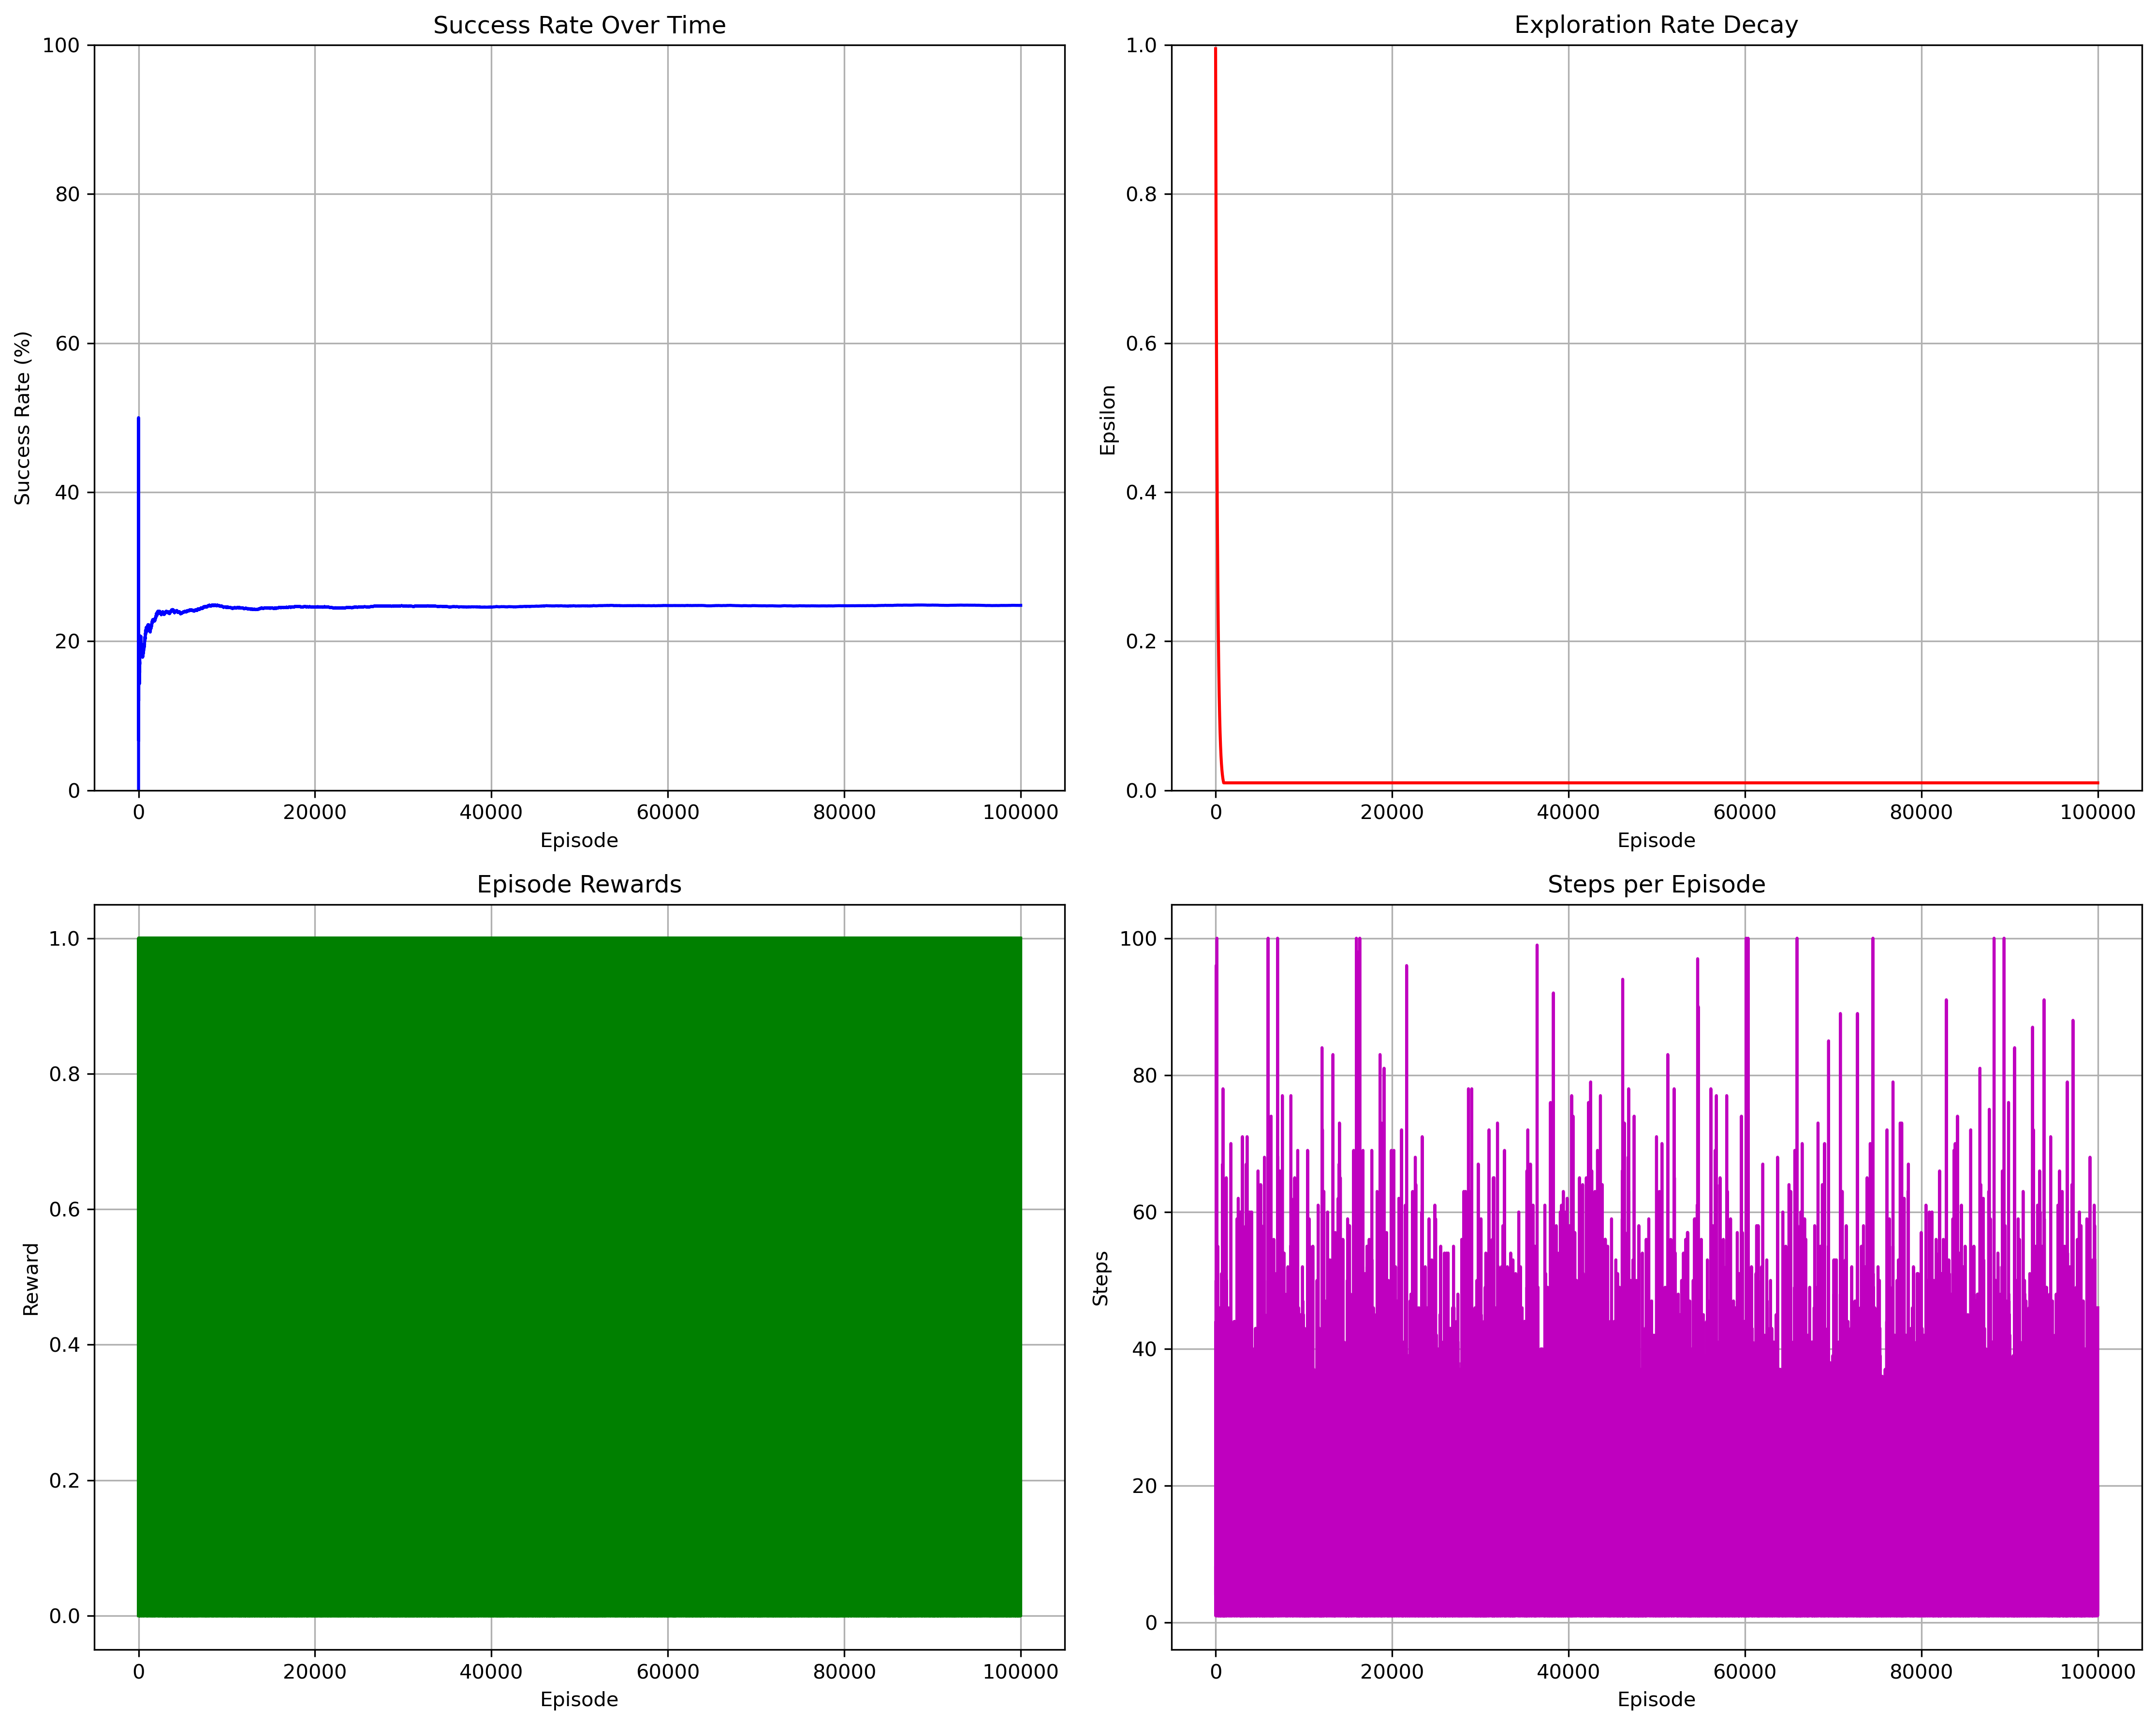 Success Rate Over Time
100
80
60
40
20
0
Success Rate (%)
0 20000 40000 60000 80000 100000
Episode
Exploration Rate Decay
1.0
0.8
0.6
0.4
0.2
0.0
Epsilon
0 20000 40000 60000 80000 100000
Episode
Episode Rewards
1.0
0.8
0.6
0.4
0.2
0.0
Reward
0 20000 40000 60000 80000 100000
Episode
Steps per Episode
100
80
60
40
20
0
Steps
0 20000 40000 60000 80000 100000
Episode